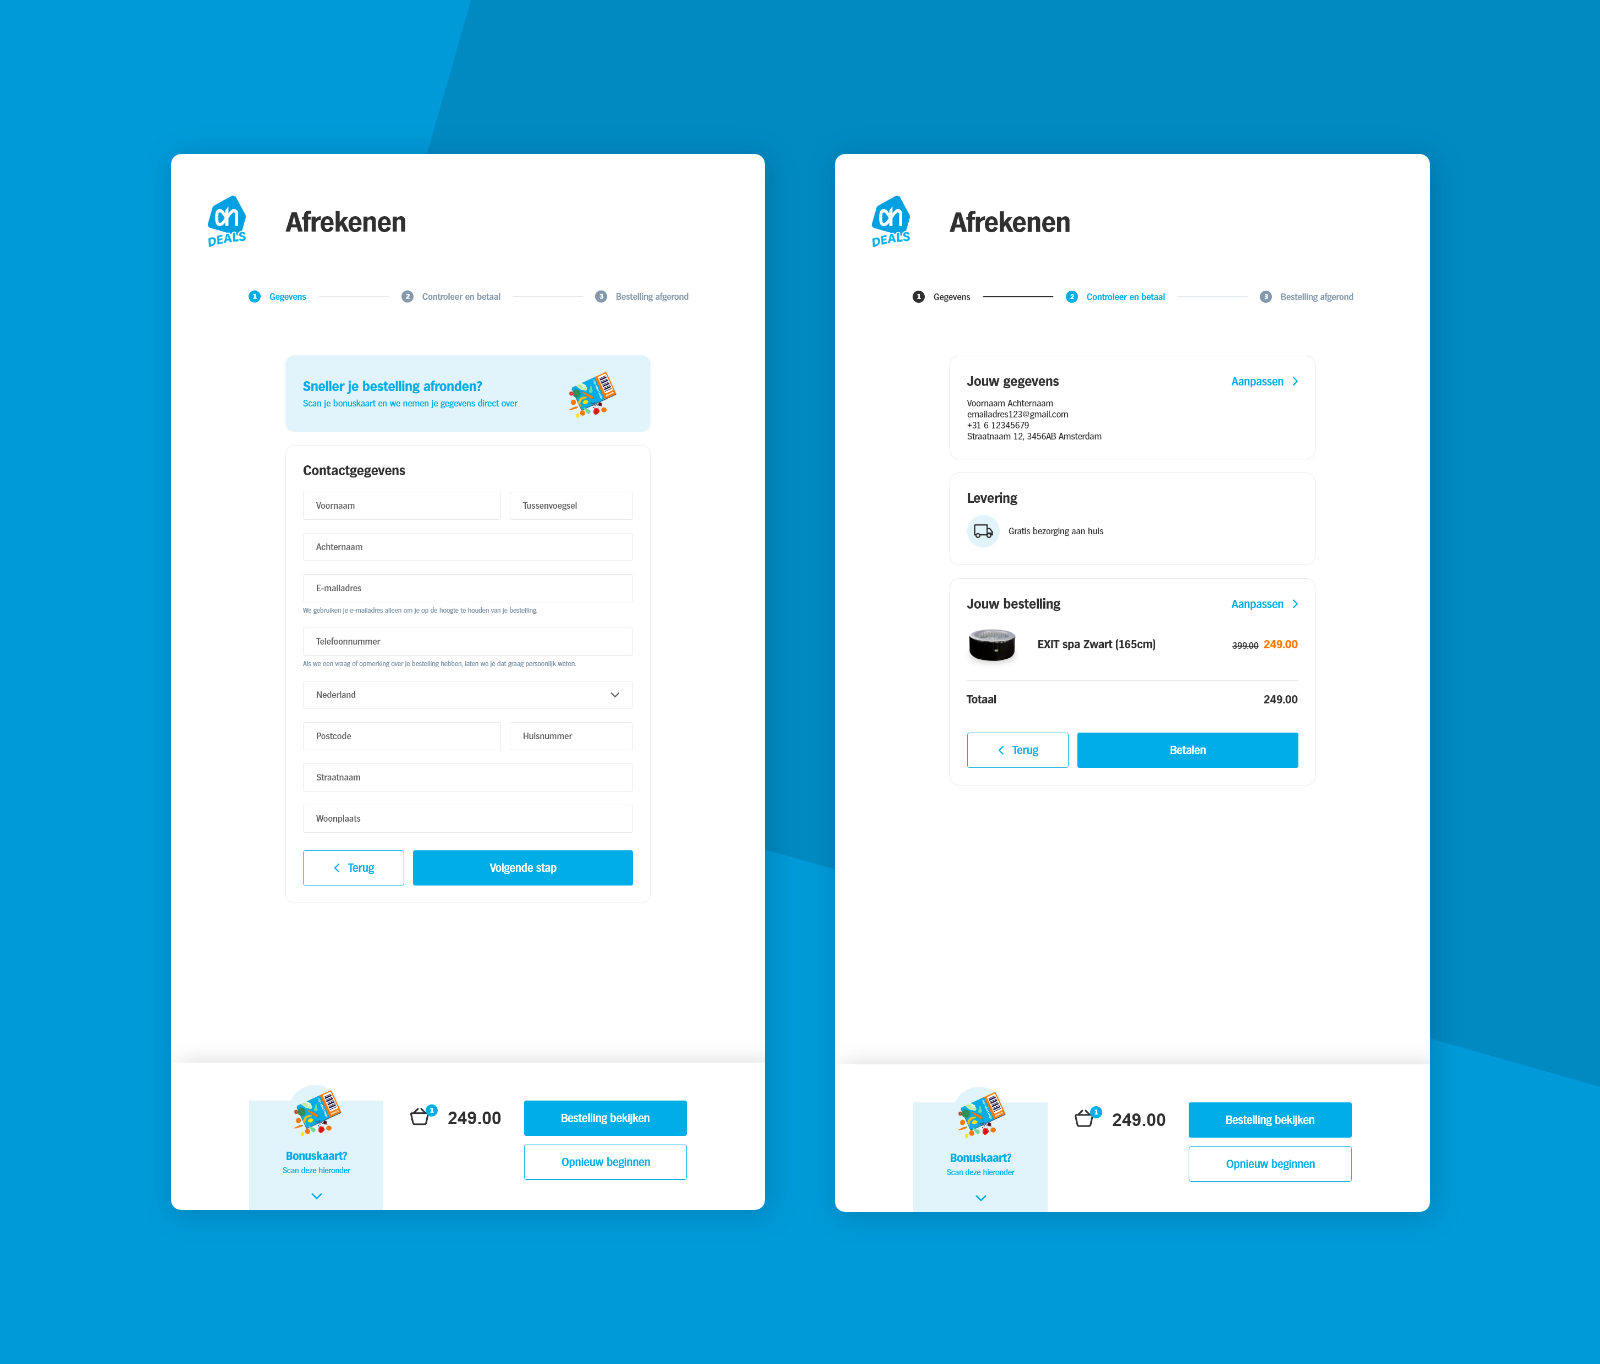 ah
DEALS
Afrekenen
1 Gegevens
2 Controleer en betaal
3 Bestelling afgerond
Sneller je bestelling afronden?
Scan je bonuskaart en we nemen je gegevens direct over
Contactgegevens
Voornaam
Tussenvoegsel
Achternaam
E-mailadres
We gebruiken je e-mailadres alleen om je op de hoogte te houden van je bestelling.
Telefoonnummer
Als we een vraag of opmerking over je bestelling hebben, laten we je dat graag persoonlijk weten.
Nederland
Postcode
Huisnummer
Straatnaam
Woonplaats
Terug
Volgende stap
Bonuskaart?
Scan deze hieronder
1
249.00
Bestelling bekijken
Opnieuw beginnen
ah
DEALS
Afrekenen
1 Gegevens
2 Controleer en betaal
3 Bestelling afgerond
Jouw gegevens
Aanpassen
Voornaam Achternaam
emailadres123@gmail.com
+31 6 12345679
Straatnaam 12, 3456AB Amsterdam
Levering
Gratis bezorging aan huis
Jouw bestelling
Aanpassen
EXIT spa Zwart (165cm)
399.00 249.00
Totaal
249.00
Terug
Betalen
Bonuskaart?
Scan deze hieronder
1
249.00
Bestelling bekijken
Opnieuw beginnen